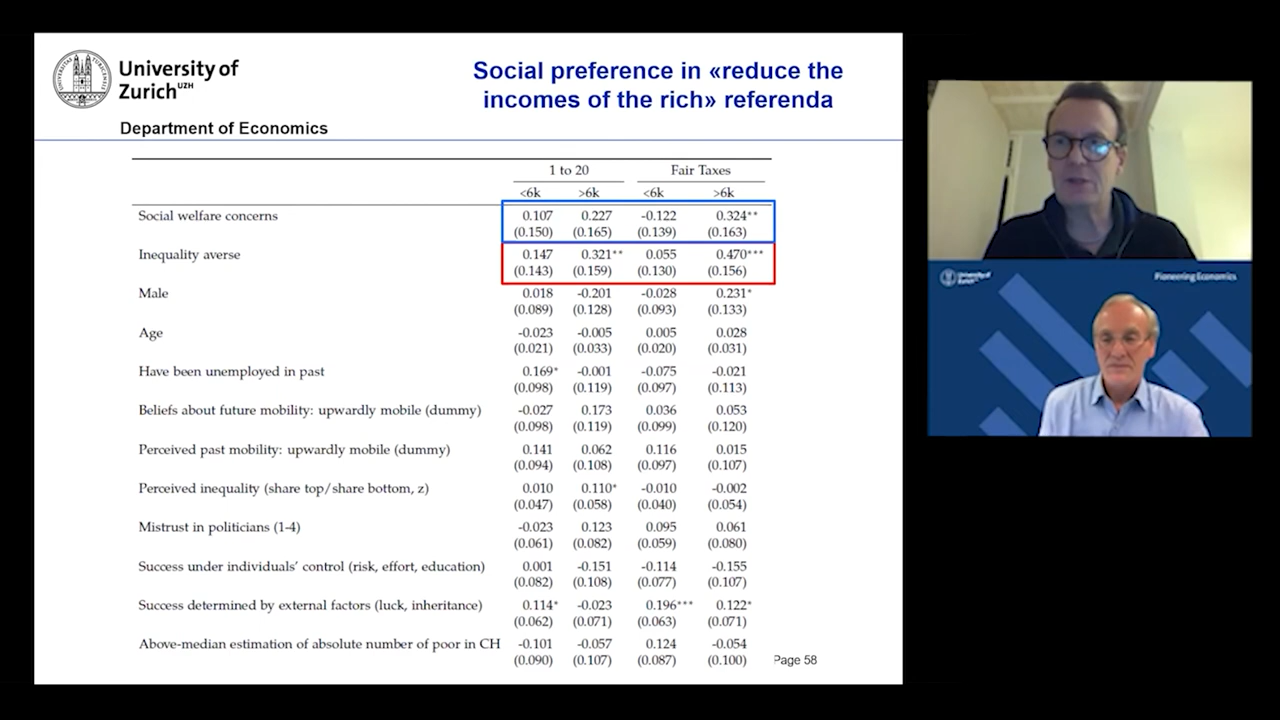 University of
Zurich UZH
Department of Economics
Social preference in «reduce the
incomes of the rich» referenda
1 to 20 Fair Taxes
<6k >6k <6k >6k
Social welfare concerns 0.107 0.227 -0.122 0.324**
(0.150) (0.165) (0.139) (0.163)
Inequality averse 0.147 0.321** 0.055 0.470***
(0.143) (0.159) (0.130) (0.156)
Male 0.018 -0.201 -0.028 0.231*
(0.089) (0.128) (0.093) (0.133)
Age -0.023 -0.005 0.005 0.028
(0.021) (0.033) (0.020) (0.031)
Have been unemployed in past 0.169* -0.001 -0.075 -0.021
(0.098) (0.119) (0.097) (0.113)
Beliefs about future mobility: upwardly mobile (dummy) -0.027 0.173 0.036 0.053
(0.098) (0.119) (0.099) (0.120)
Perceived past mobility: upwardly mobile (dummy) 0.141 0.062 0.116 0.015
(0.094) (0.108) (0.097) (0.107)
Perceived inequality (share top/share bottom, z) 0.010 0.110* -0.010 -0.002
(0.047) (0.058) (0.040) (0.054)
Mistrust in politicians (1-4) -0.023 0.123 0.095 0.061
(0.061) (0.082) (0.059) (0.080)
Success under individuals' control (risk, effort, education) 0.001 -0.151 -0.114 -0.155
(0.082) (0.108) (0.077) (0.107)
Success determined by external factors (luck, inheritance) 0.114* -0.023 0.196*** 0.122*
(0.062) (0.071) (0.063) (0.071)
Above-median estimation of absolute number of poor in CH -0.101 -0.057 0.124 -0.054
(0.090) (0.107) (0.087) (0.100)
Page 58
University of
Zurich
Pioneering Economics